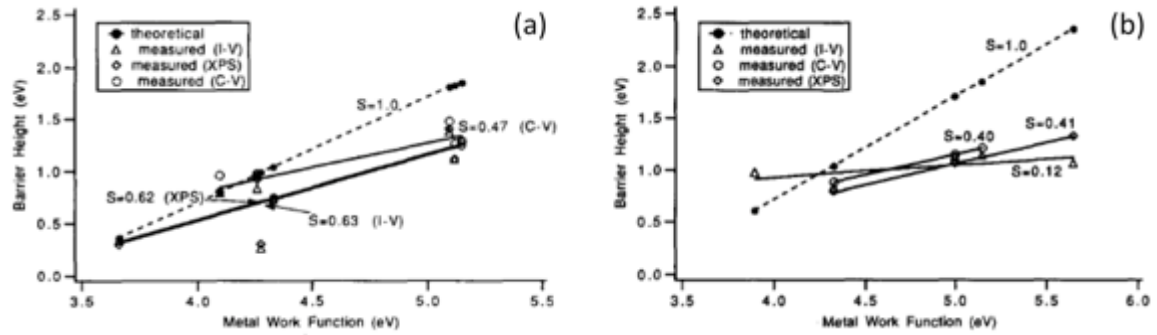 (a)
theoretical
measured (I-V)
measured (XPS)
measured (C-V)
S=1.0
S=0.47 (C-V)
S=0.62 (XPS)
S=0.63 (I-V)
Barrier Height (eV)
2.5
2.0
1.5
1.0
0.5
0.0
3.5 4.0 4.5 5.0 5.5
Metal Work Function (eV)
(b)
theoretical
measured (I-V)
measured (C-V)
measured (XPS)
S=1.0
S=0.40
S=0.41
S=0.12
Barrier Height (eV)
2.5
2.0
1.5
1.0
0.5
0.0
3.5 4.0 4.5 5.0 5.5 6.0
Metal Work Function (eV)